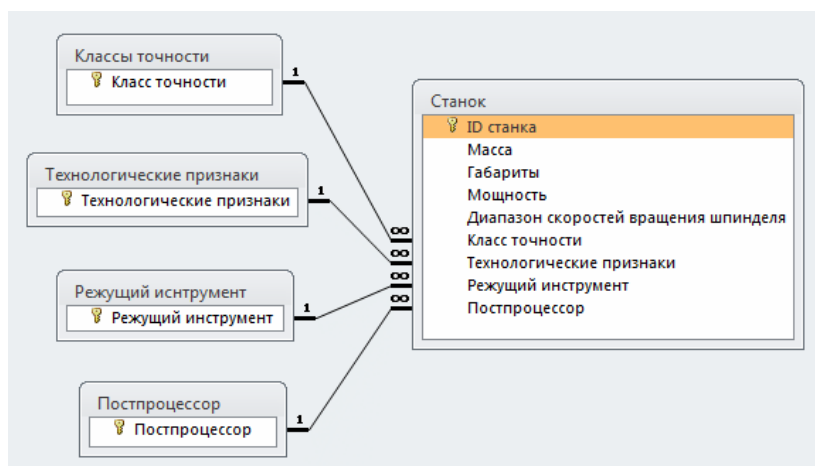 Классы точности
Класс точности
1
Технологические признаки
Технологические признаки
1
Режущий иснтрумент
Режущий инструмент
1
Постпроцессор
Постпроцессор
1
Станок
ID станка
Масса
Габариты
Мощность
Диапазон скоростей вращения шпинделя
Класс точности
Технологические признаки
Режущий инструмент
Постпроцессор
∞
∞
∞
∞